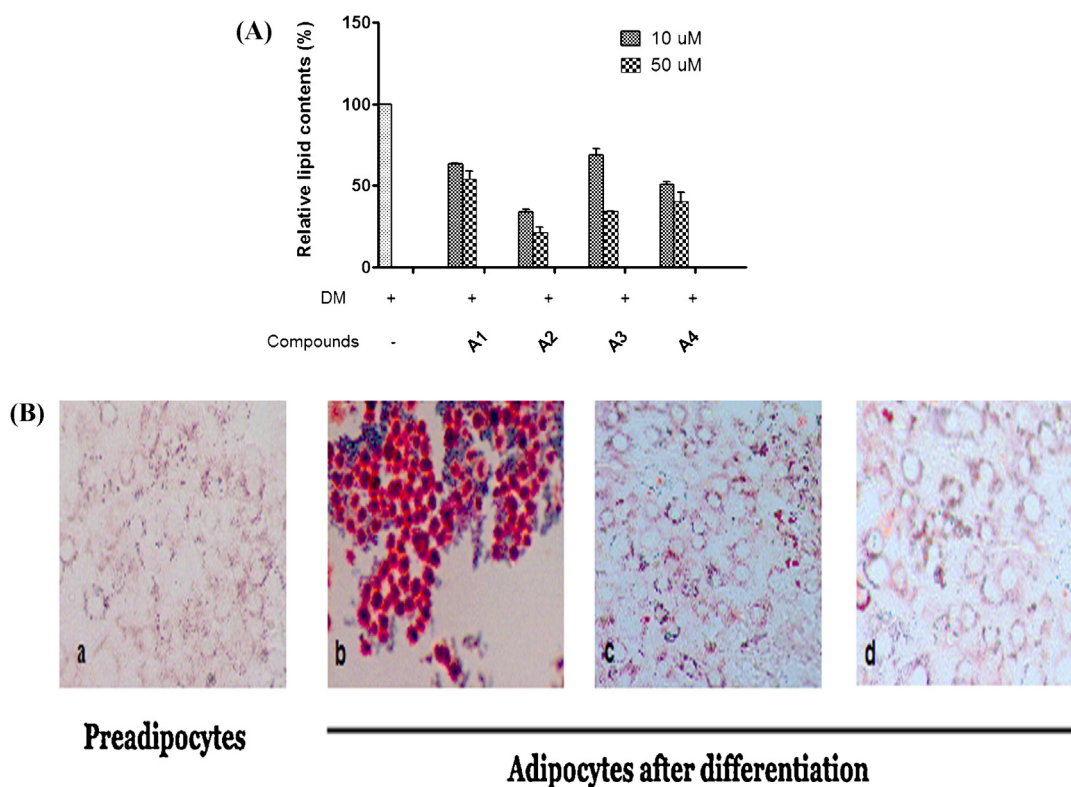 (A)
Relative lipid contents (%)
150
100
50
0
10 uM
50 uM
DM + + + + +
Compounds - A1 A2 A3 A4
(B)
a b c d
Preadipocytes
Adipocytes after differentiation